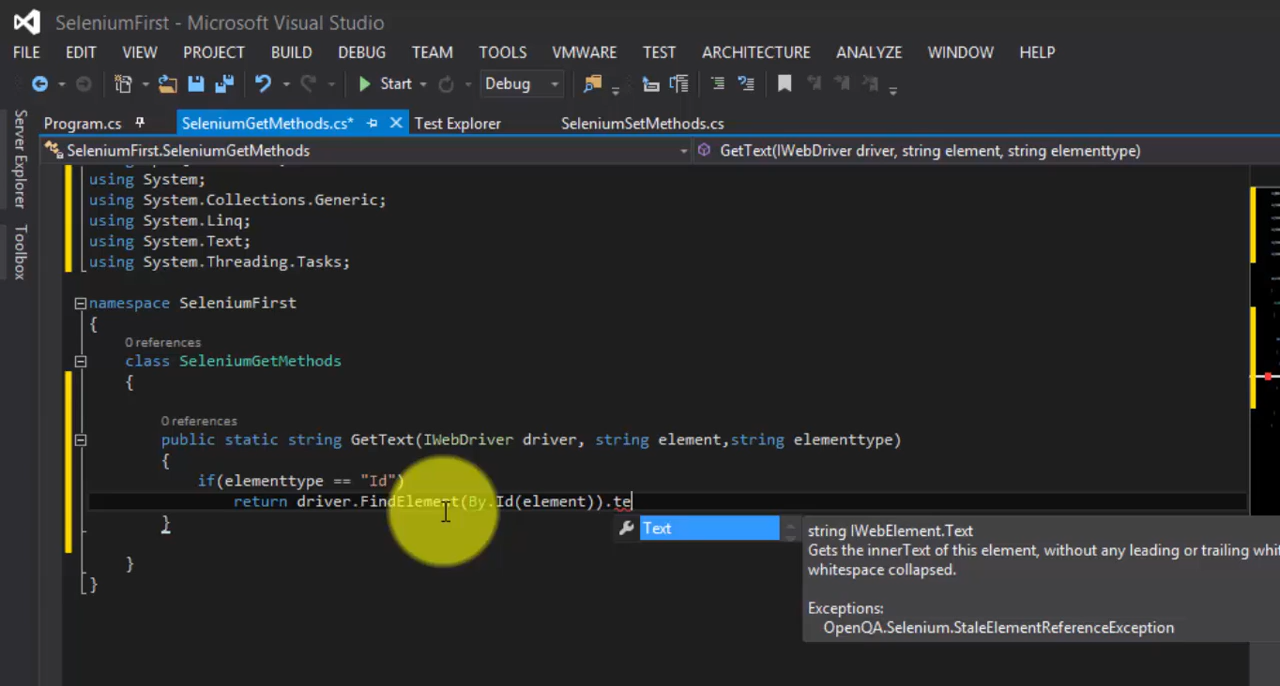 SeleniumFirst - Microsoft Visual Studio
FILE EDIT VIEW PROJECT BUILD DEBUG TEAM TOOLS VMWARE TEST ARCHITECTURE ANALYZE WINDOW HELP
Start Debug
Program.cs SeleniumGetMethods.cs* Test Explorer SeleniumSetMethods.cs
SeleniumFirst.SeleniumGetMethods GetText(IWebDriver driver, string element, string elementtype)
Server Explorer
Toolbox
using System;
using System.Collections.Generic;
using System.Linq;
using System.Text;
using System.Threading.Tasks;
namespace SeleniumFirst
{
0 references
class SeleniumGetMethods
{
0 references
public static string GetText(IWebDriver driver, string element,string elementtype)
{
if(elementtype == "Id")
return driver.FindElement(By.Id(element)).te
}
}
}
Text
string IWebElement.Text
Gets the innerText of this element, without any leading or trailing
whitespace collapsed.
Exceptions:
OpenQA.Selenium.StaleElementReferenceException